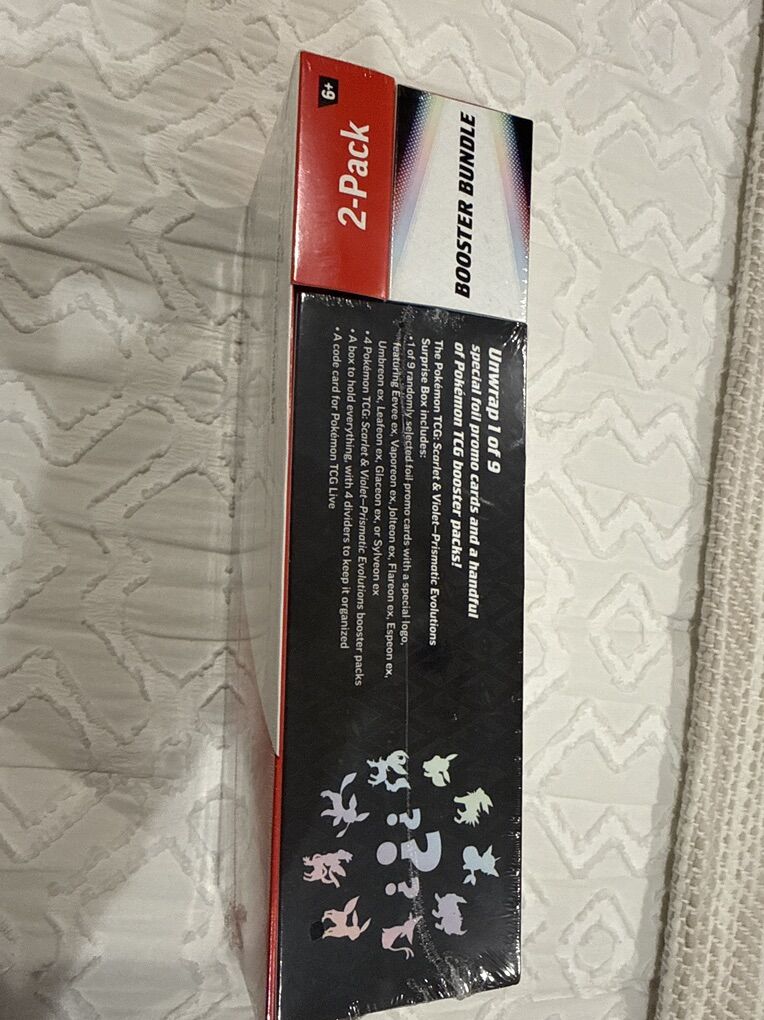 6+
2-Pack
BOOSTER BUNDLE
Unwrap 1 of 9
special foil promo cards and a handful
of Pokémon TCG booster packs!
The Pokémon TCG: Scarlet & Violet—Prismatic Evolutions
Surprise Box includes:
• 1 of 9 randomly selected foil promo cards with a special logo,
featuring Eevee ex, Vaporeon ex, Jolteon ex, Flareon ex, Espeon ex,
Umbreon ex, Leafeon ex, Glaceon ex, or Sylveon ex
• 4 Pokémon TCG: Scarlet & Violet—Prismatic Evolutions booster packs
• A box to hold everything, with 4 dividers to keep it organized
• A code card for Pokémon TCG Live
????